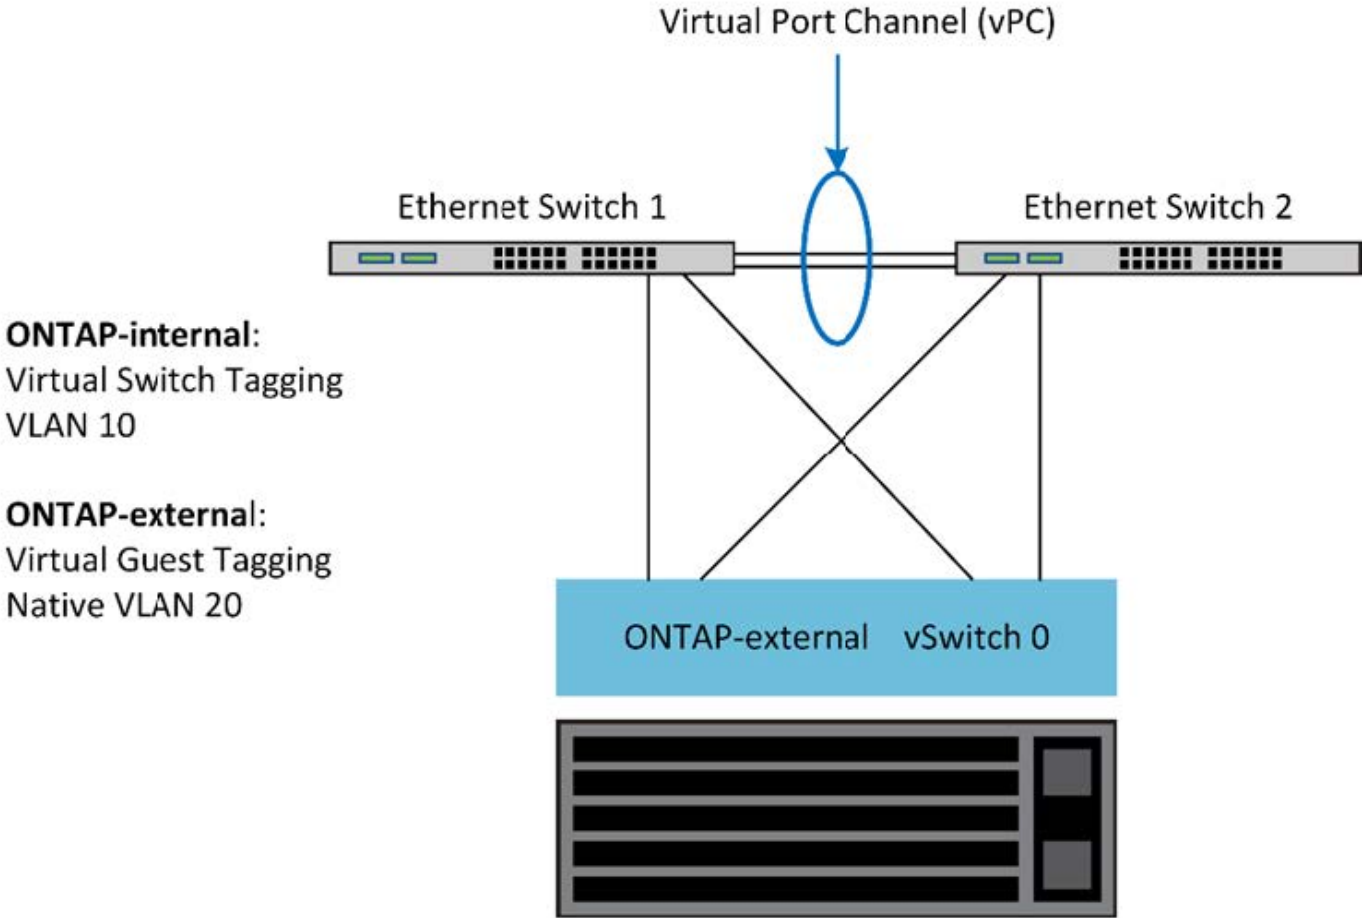 Virtual Port Channel (vPC)
Ethernet Switch 1
Ethernet Switch 2
ONTAP-internal:
Virtual Switch Tagging
VLAN 10
ONTAP-external:
Virtual Guest Tagging
Native VLAN 20
ONTAP-external vSwitch 0